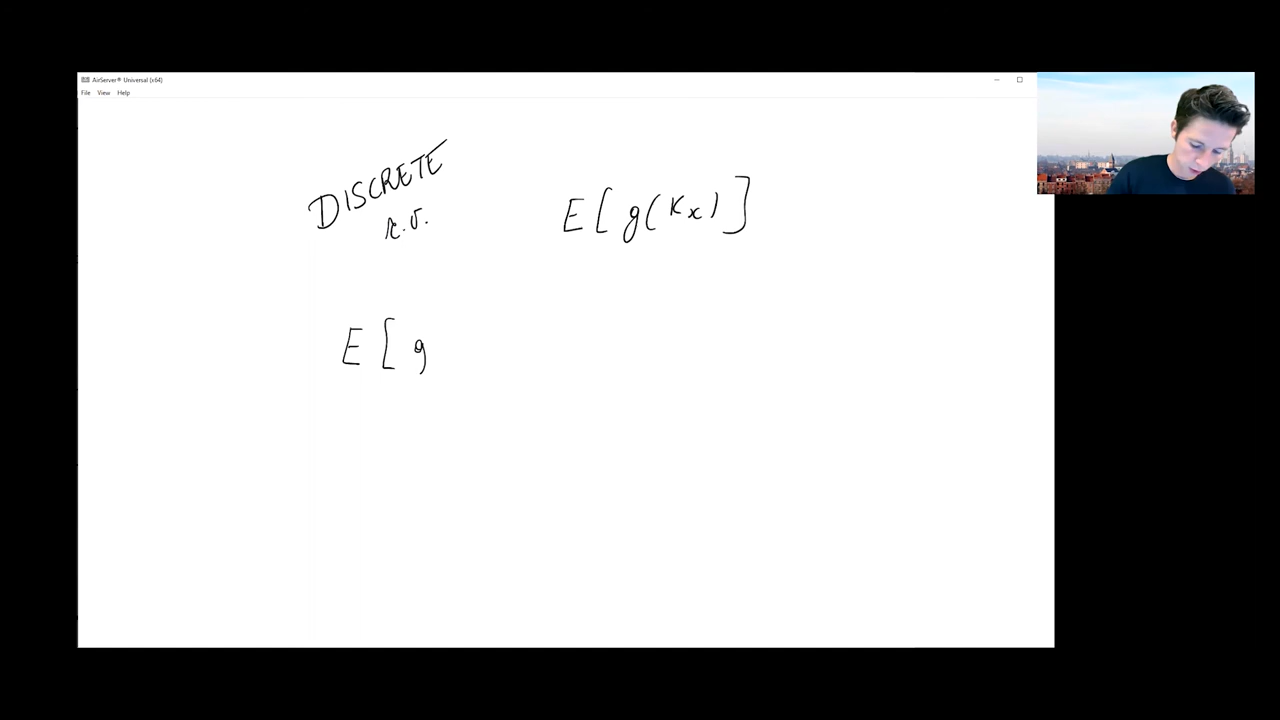 AirServer® Universal (x64)
File View Help
DISCRETE
r.v.
E[g(Kx)]
E[g